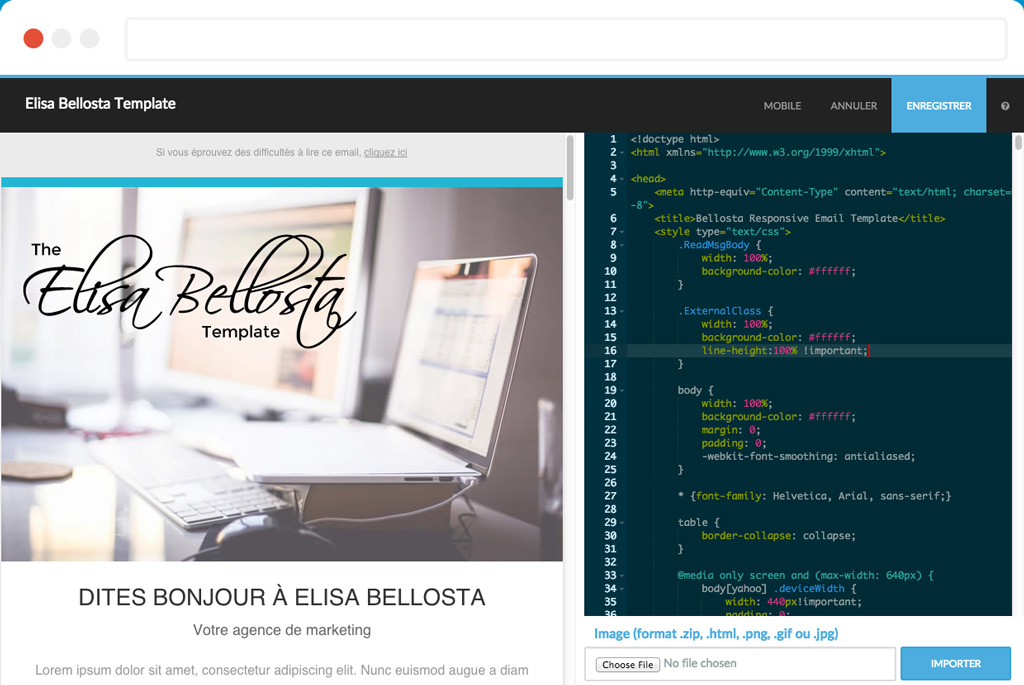 Elisa Bellosta Template
MOBILE
ANNULER
ENREGISTRER
?
Si vous éprouvez des difficultés à lire ce email, cliquez ici
The
Elisa Bellosta
Template
DITES BONJOUR À ELISA BELLOSTA
Votre agence de marketing
Lorem ipsum dolor sit amet, consectetur adipiscing elit. Nunc euismod augue a diam
1 <!doctype html>
2 <html xmlns="http://www.w3.org/1999/xhtml">
3
4 <head>
5 <meta http-equiv="Content-Type" content="text/html; charset=
-8">
6 <title>Bellosta Responsive Email Template</title>
7 <style type="text/css">
8 .ReadMsgBody {
9 width: 100%;
10 background-color: #ffffff;
11 }
12
13 .ExternalClass {
14 width: 100%;
15 background-color: #ffffff;
16 line-height:100% !important;
17 }
18
19 body {
20 width: 100%;
21 background-color: #ffffff;
22 margin: 0;
23 padding: 0;
24 -webkit-font-smoothing: antialiased;
25 }
26
27 * {font-family: Helvetica, Arial, sans-serif;}
28
29 table {
30 border-collapse: collapse;
31 }
32
33 @media only screen and (max-width: 640px) {
34 body[yahoo] .deviceWidth {
35 width: 440px!important;
36 padding: 0;
Image (format .zip, .html, .png, .gif ou .jpg)
Choose File No file chosen
IMPORTER